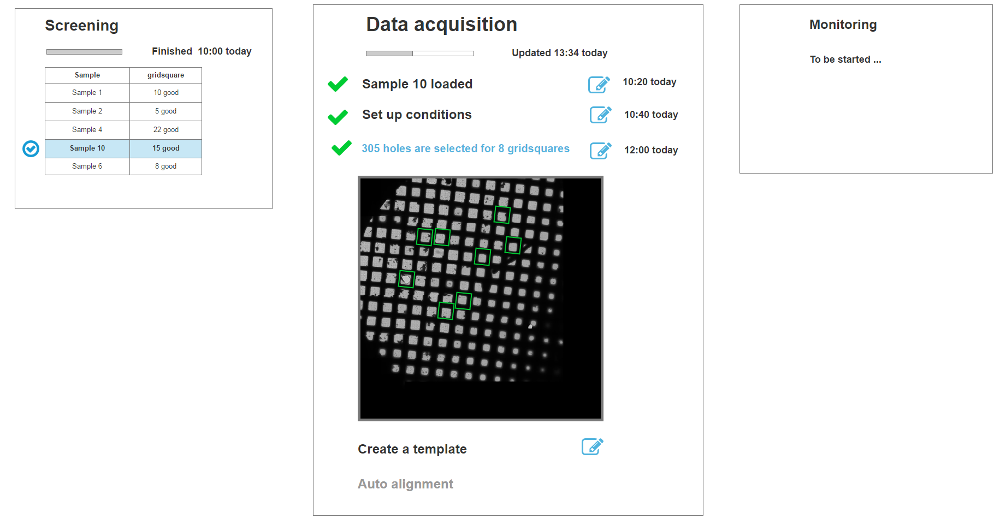 Screening
Finished 10:00 today
Sample gridsquare
Sample 1 10 good
Sample 2 5 good
Sample 4 22 good
Sample 10 15 good
Sample 6 8 good
Data acquisition
Updated 13:34 today
Sample 10 loaded 10:20 today
Set up conditions 10:40 today
305 holes are selected for 8 gridsquares 12:00 today
Create a template
Auto alignment
Monitoring
To be started ...